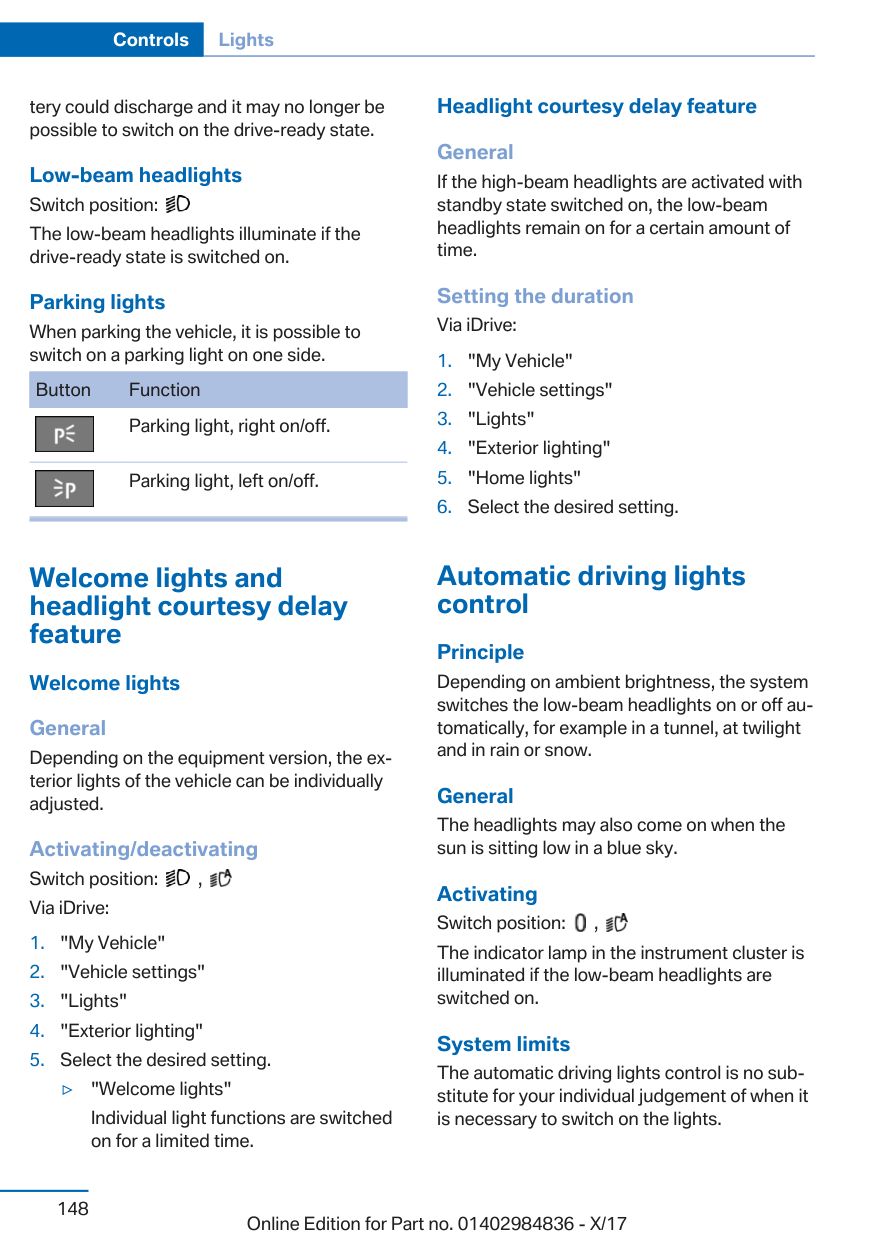 Controls Lights
tery could discharge and it may no longer be
possible to switch on the drive-ready state.
Low-beam headlights
Switch position:
The low-beam headlights illuminate if the
drive-ready state is switched on.
Parking lights
When parking the vehicle, it is possible to
switch on a parking light on one side.
Button Function
P Parking light, right on/off.
P Parking light, left on/off.
Welcome lights and
headlight courtesy delay
feature
Welcome lights
General
Depending on the equipment version, the ex-
terior lights of the vehicle can be individually
adjusted.
Activating/deactivating
Switch position: , A
Via iDrive:
1. "My Vehicle"
2. "Vehicle settings"
3. "Lights"
4. "Exterior lighting"
5. Select the desired setting.
▷ "Welcome lights"
Individual light functions are switched
on for a limited time.
Headlight courtesy delay feature
General
If the high-beam headlights are activated with
standby state switched on, the low-beam
headlights remain on for a certain amount of
time.
Setting the duration
Via iDrive:
1. "My Vehicle"
2. "Vehicle settings"
3. "Lights"
4. "Exterior lighting"
5. "Home lights"
6. Select the desired setting.
Automatic driving lights
control
Principle
Depending on ambient brightness, the system
switches the low-beam headlights on or off au-
tomatically, for example in a tunnel, at twilight
and in rain or snow.
General
The headlights may also come on when the
sun is sitting low in a blue sky.
Activating
Switch position: 0 , A
The indicator lamp in the instrument cluster is
illuminated if the low-beam headlights are
switched on.
System limits
The automatic driving lights control is no sub-
stitute for your individual judgement of when it
is necessary to switch on the lights.
148
Online Edition for Part no. 01402984836 - X/17